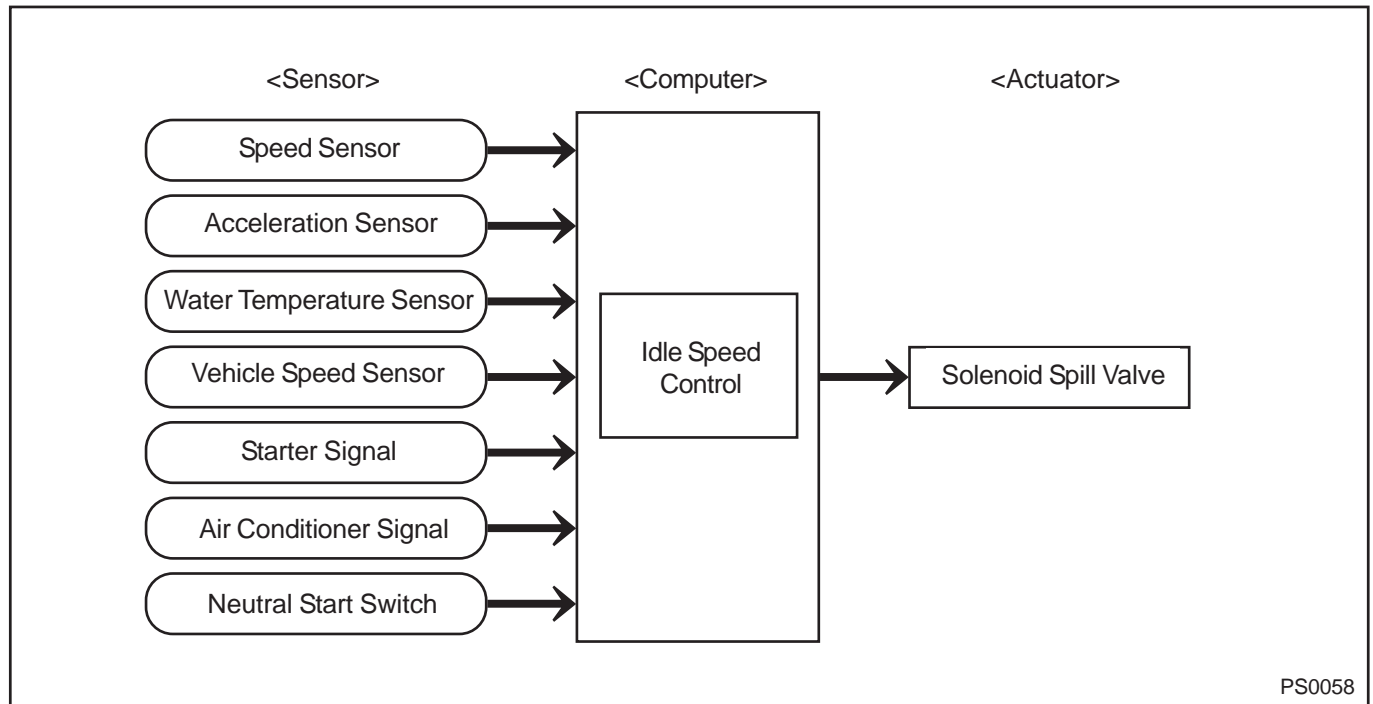 <Sensor>
<Computer>
<Actuator>
Speed Sensor
Acceleration Sensor
Water Temperature Sensor
Vehicle Speed Sensor
Starter Signal
Air Conditioner Signal
Neutral Start Switch
Idle Speed
Control
Solenoid Spill Valve
PS0058